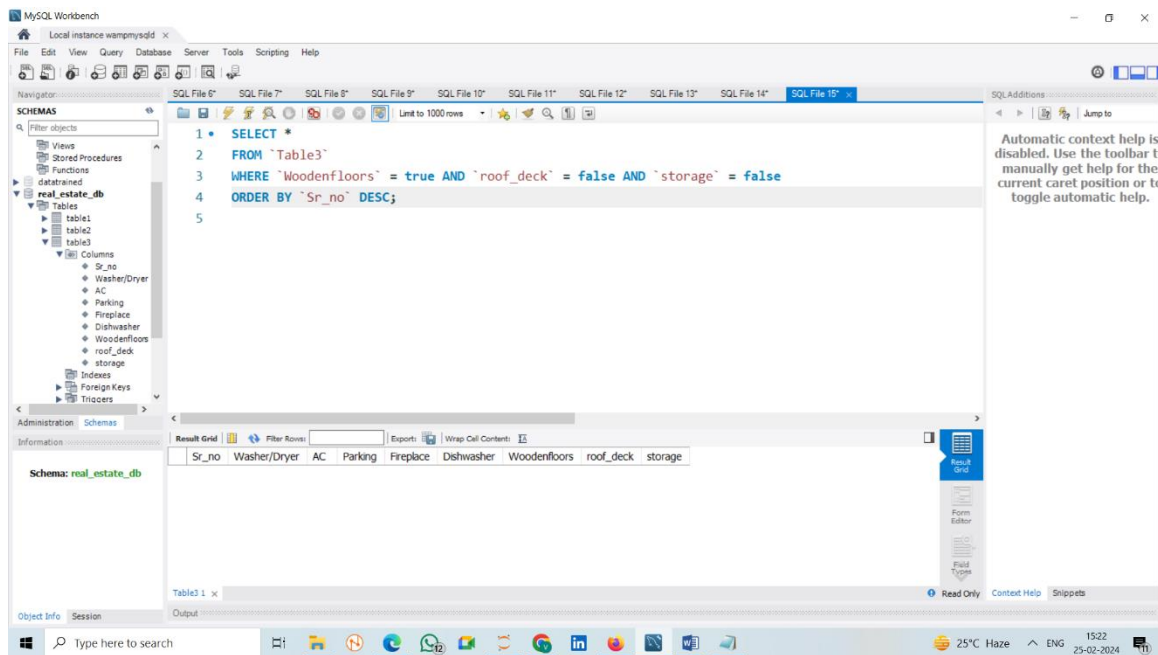 MySQL Workbench
Local instance wampmysqld ×
File Edit View Query Database Server Tools Scripting Help
Navigator
SCHEMAS
Filter objects
Views
Stored Procedures
Functions
datatrained
real_estate_db
Tables
table1
table2
table3
Columns
Sr_no
Washer/Dryer
AC
Parking
Fireplace
Dishwasher
Woodenfloors
roof_deck
storage
Indexes
Foreign Keys
Triggers
Administration Schemas
Information
Schema: real_estate_db
Object Info Session
SQL File 6* SQL File 7* SQL File 8* SQL File 9* SQL File 10* SQL File 11* SQL File 12* SQL File 13* SQL File 14* SQL File 15* ×
Limit to 1000 rows
1 SELECT *
2 FROM `Table3`
3 WHERE `Woodenfloors` = true AND `roof_deck` = false AND `storage` = false
4 ORDER BY `Sr_no` DESC;
5
Result Grid Filter Rows: Export: Wrap Cell Content:
Sr_no Washer/Dryer AC Parking Fireplace Dishwasher Woodenfloors roof_deck storage
Result
Grid
Form
Editor
Field
Types
Table3 1 ×
Read Only
Output
SQL Additions
Jump to
Automatic context help is
disabled. Use the toolbar t
manually get help for the
current caret position or to
toggle automatic help.
Context Help Snippets
Type here to search
12
25°C Haze
ENG
15:22
25-02-2024
11